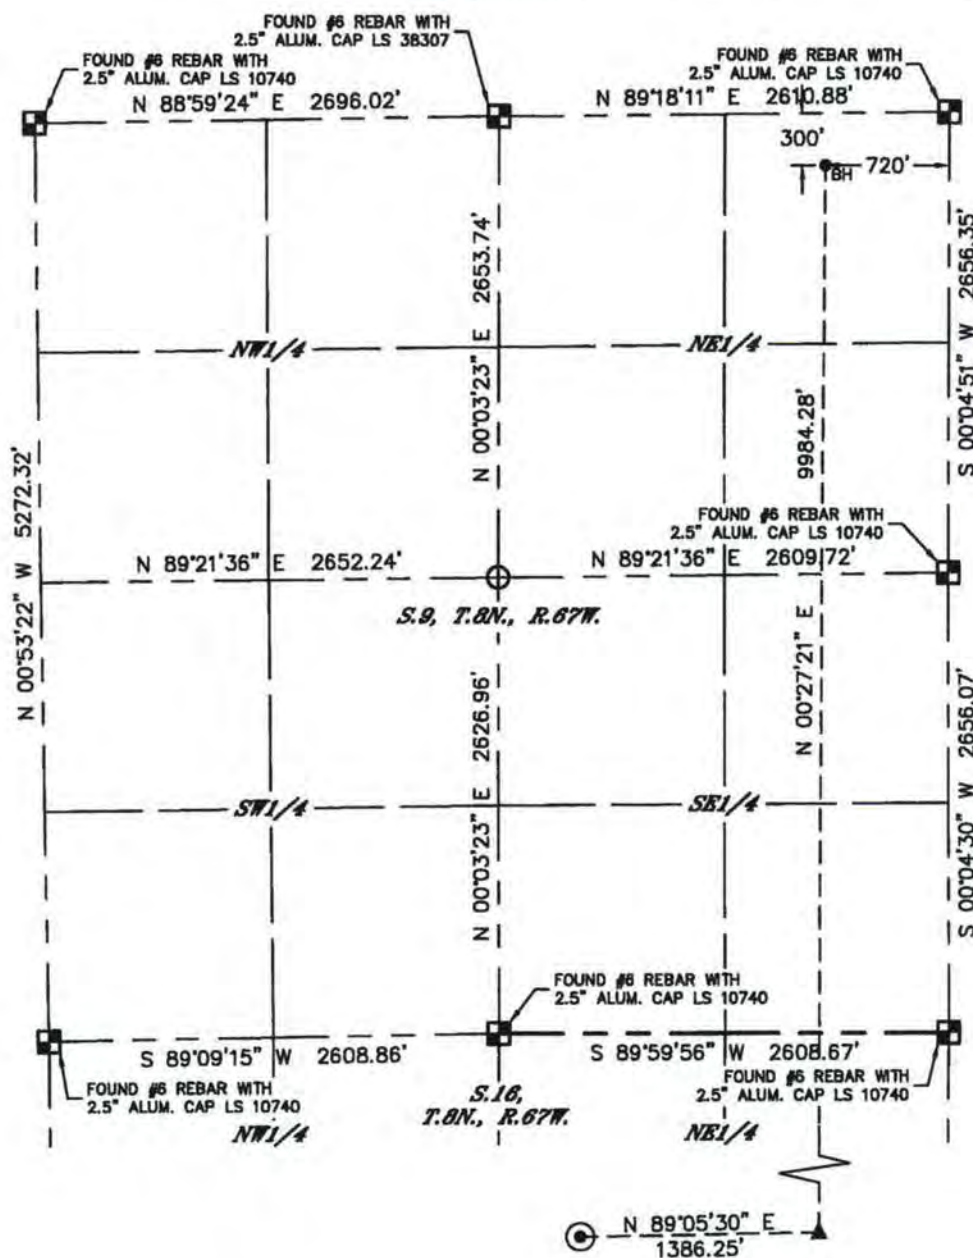 FOUND #6 REBAR WITH
2.5" ALUM. CAP LS 38307
FOUND #6 REBAR WITH
2.5" ALUM. CAP LS 10740
FOUND #6 REBAR WITH
2.5" ALUM. CAP LS 10740
N 88°59'24" E 2696.02'
N 89°18'11" E 2610.88'
300'
BH
720'
N 00°03'23" E 2653.74'
S 00°04'51" W 2656.35'
NW1/4
NE1/4
9984.28'
N 00°53'22" W 5272.32'
FOUND #6 REBAR WITH
2.5" ALUM. CAP LS 10740
N 89°21'36" E 2652.24'
N 89°21'36" E 2609.72'
S.9, T.8N., R.67W.
N 00°27'21" E
N 00°03'23" E 2626.96'
S 00°04'30" W 2656.07'
SW1/4
SE1/4
FOUND #6 REBAR WITH
2.5" ALUM. CAP LS 10740
S 89°09'15" W 2608.86'
S 89°59'56" W 2608.67'
FOUND #6 REBAR WITH
2.5" ALUM. CAP LS 10740
FOUND #6 REBAR WITH
2.5" ALUM. CAP LS 10740
S.16,
T.8N., R.67W.
NW1/4
NE1/4
N 89°05'30" E
1386.25'